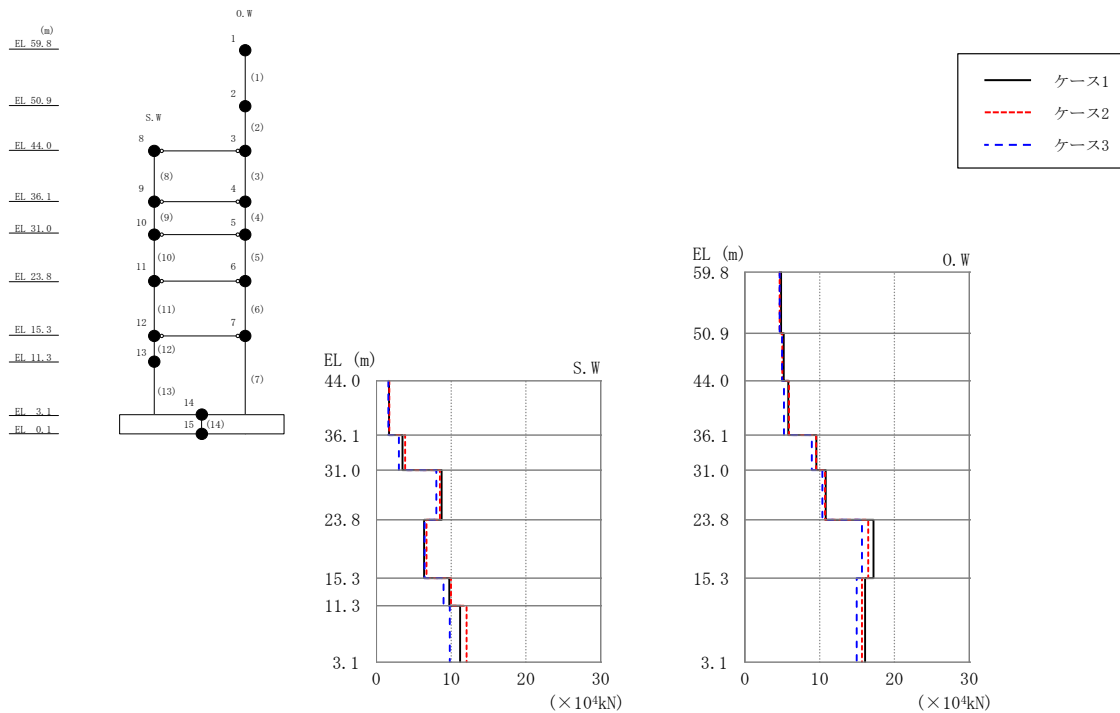 O.W
(m)
EL 59.8
1
(1)
EL 50.9
2
S.W
(2)
EL 44.0
8
3
(8)
(3)
EL 36.1
9
4
(9)
(4)
EL 31.0
10
5
(10)
(5)
EL 23.8
11
6
(11)
(6)
EL 15.3
12
7
(12)
EL 11.3
13
(13)
(7)
EL 3.1
14
15
(14)
EL 0.1
ケース1
ケース2
ケース3
EL (m)
S.W
44.0
36.1
31.0
23.8
15.3
11.3
3.1
0
10
20
30
(×10⁴kN)
EL (m)
O.W
59.8
50.9
44.0
36.1
31.0
23.8
15.3
3.1
0
10
20
30
(×10⁴kN)